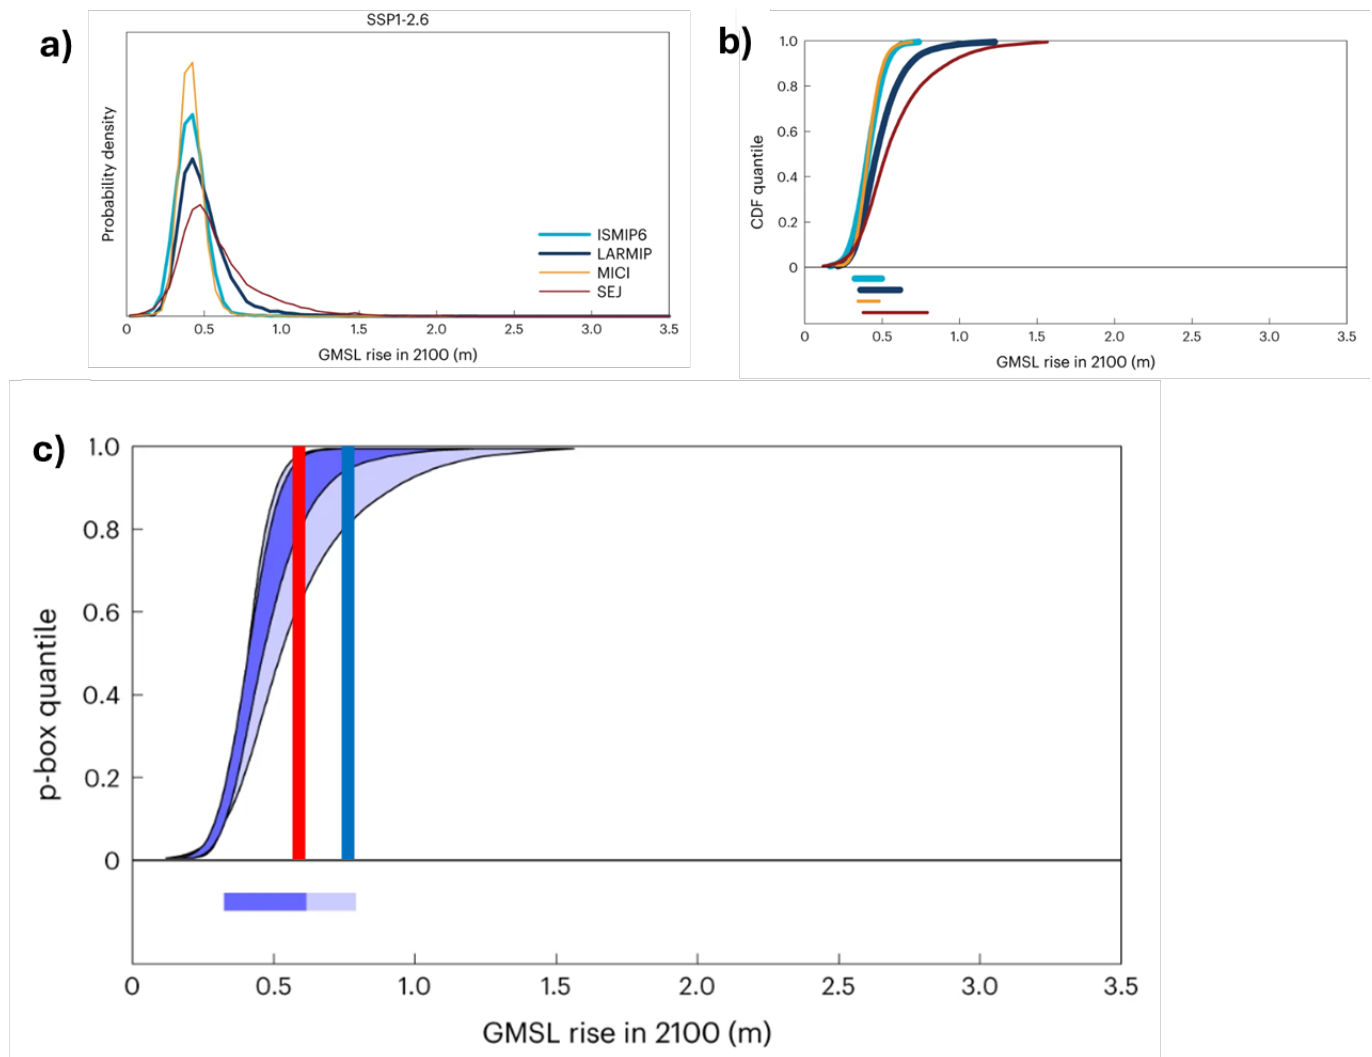 a)
SSP1-2.6
Probability density
ISMIP6
LARMIP
MICI
SEJ
0 0.5 1.0 1.5 2.0 2.5 3.0 3.5
GMSL rise in 2100 (m)
b)
1.0
0.8
0.6
0.4
0.2
0
CDF quantile
0 0.5 1.0 1.5 2.0 2.5 3.0 3.5
GMSL rise in 2100 (m)
c)
1.0
0.8
0.6
0.4
0.2
0
p-box quantile
0 0.5 1.0 1.5 2.0 2.5 3.0 3.5
GMSL rise in 2100 (m)